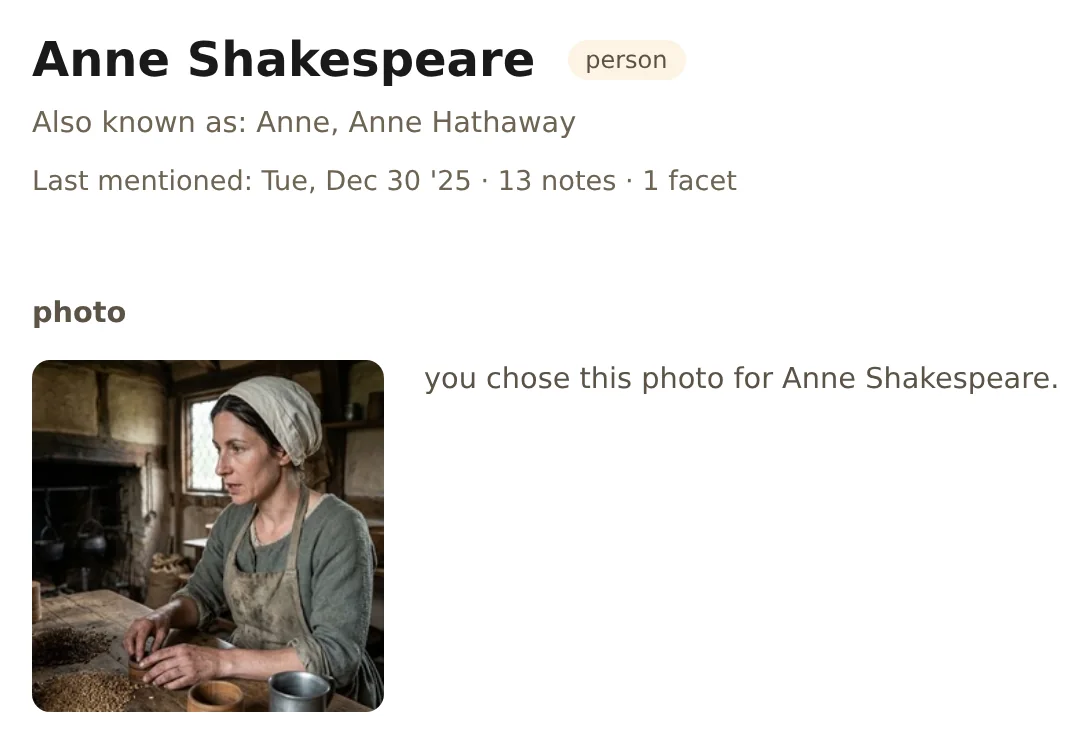 Anne Shakespeare person
Also known as: Anne, Anne Hathaway
Last mentioned: Tue, Dec 30 '25 · 13 notes · 1 facet
photo
you chose this photo for Anne Shakespeare.